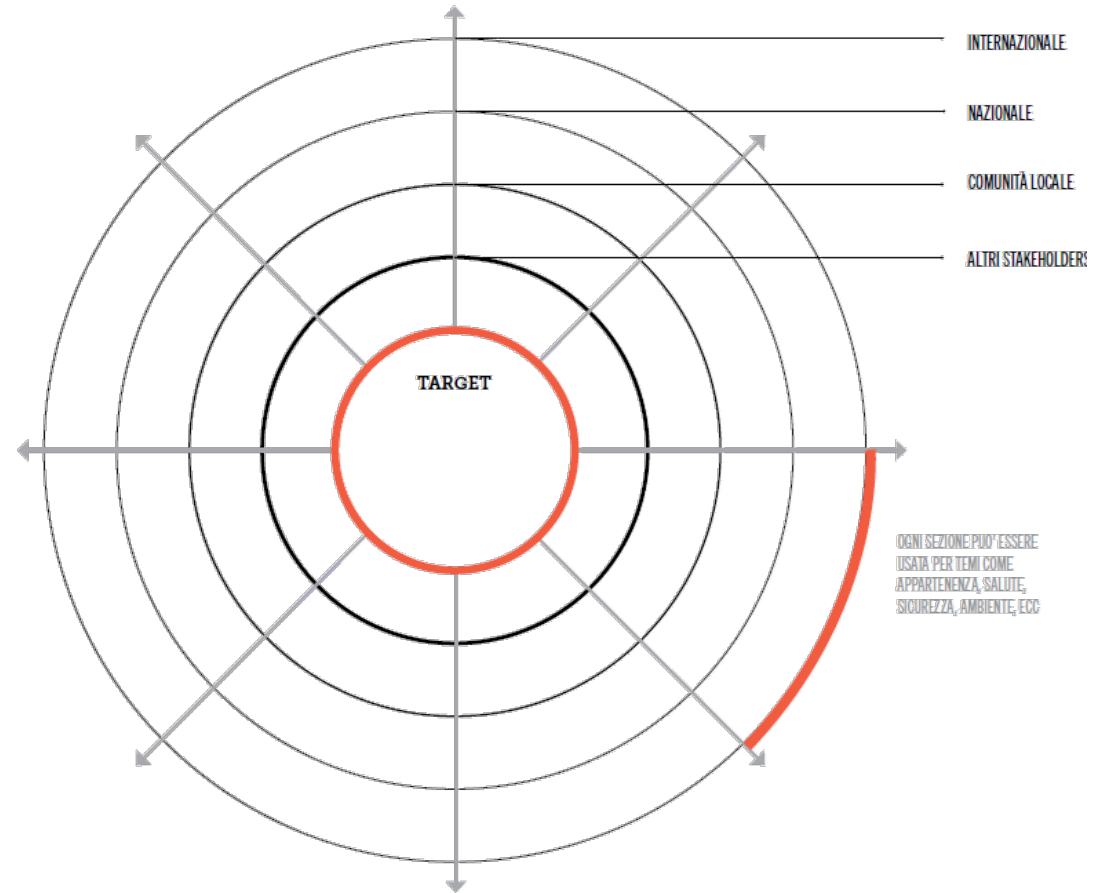 INTERNAZIONALE
NAZIONALE
COMUNITÀ LOCALE
ALTRI STAKEHOLDERS
TARGET
OGNI SEZIONE PUO' ESSERE
USATA PER TEMI COME
APPARTENENZA, SALUTE,
SICUREZZA, AMBIENTE, ECC